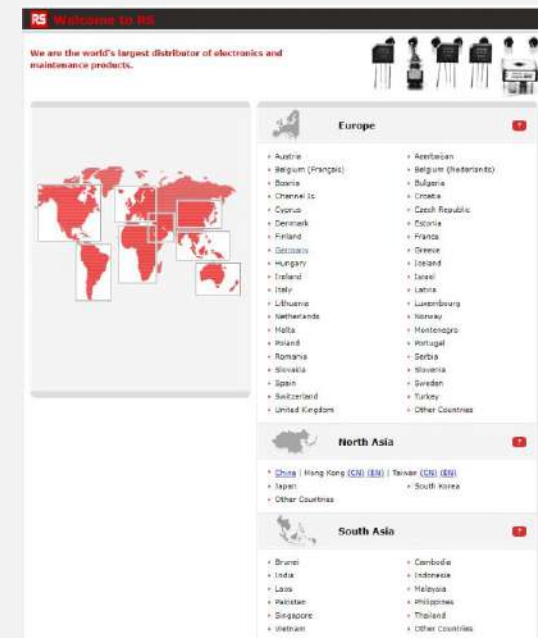 RS Welcome to RS
We are the world's largest distributor of electronics and
maintenance products.
Europe
Austria
Azerbaijan
Belgium (Français)
Belgium (Nederlands)
Bosnia
Bulgaria
Channel Is
Croatia
Cyprus
Czech Republic
Denmark
Estonia
Finland
France
Germany
Greece
Hungary
Iceland
Ireland
Israel
Italy
Latvia
Lithuania
Luxembourg
Netherlands
Norway
Malta
Montenegro
Poland
Portugal
Romania
Serbia
Slovakia
Slovenia
Spain
Sweden
Switzerland
Turkey
United Kingdom
Other Countries
North Asia
China | Hong Kong (CN) (EN) | Taiwan (CN) (EN)
Japan
South Korea
Other Countries
South Asia
Brunei
Cambodia
India
Indonesia
Laos
Malaysia
Pakistan
Philippines
Singapore
Thailand
Vietnam
Other Countries